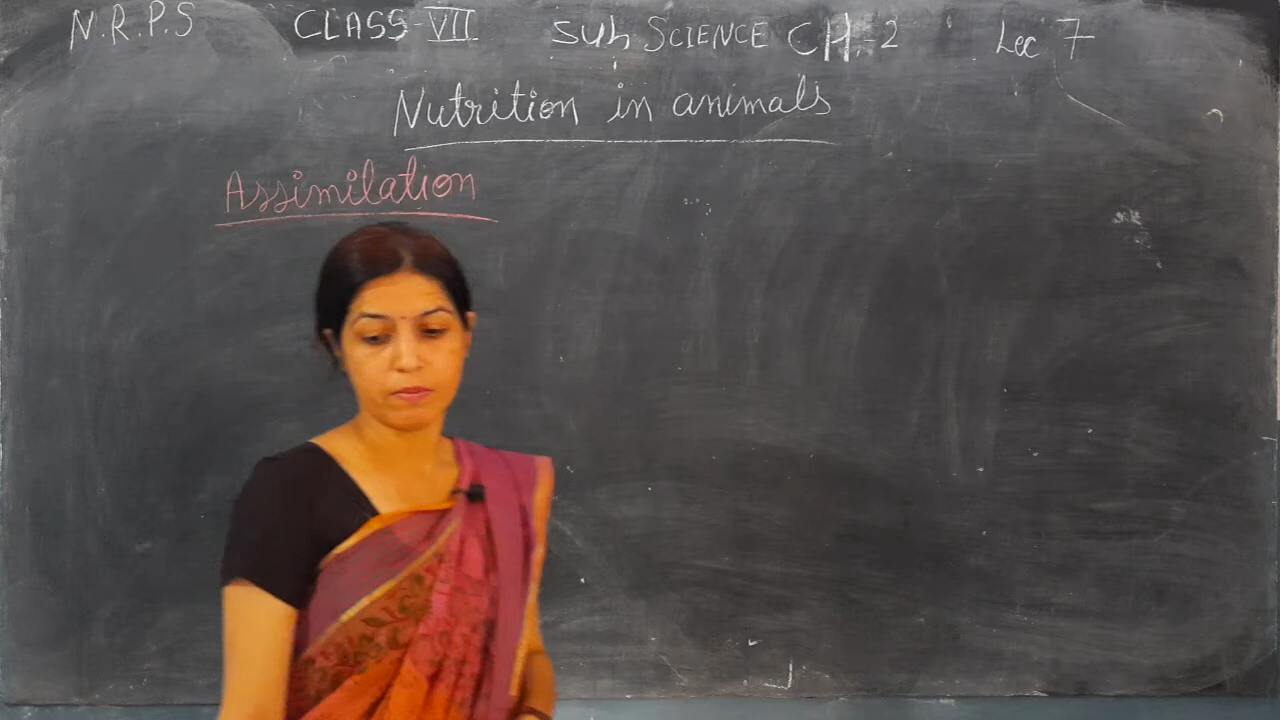 N.R.P.S CLASS-VII Sub SCIENCE CH.-2 Lec 7
Nutrition in animals
Assimilation